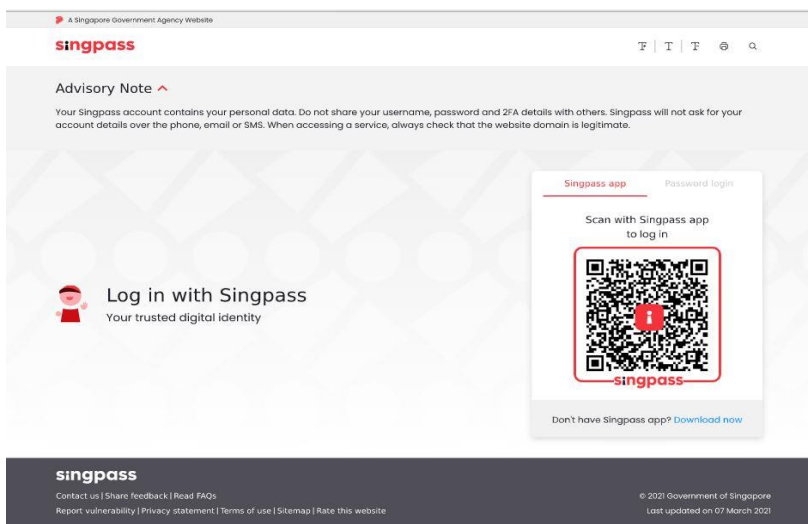 A Singapore Government Agency Website
singpass
T T T
Advisory Note
Your Singpass account contains your personal data. Do not share your username, password and 2FA details with others. Singpass will not ask for your
account details over the phone, email or SMS. When accessing a service, always check that the website domain is legitimate.
Singpass app Password login
Scan with Singpass app
to log in
singpass
Log in with Singpass
Your trusted digital identity
Don't have Singpass app? Download now
singpass
Contact us | Share feedback | Read FAQs
Report vulnerability | Privacy statement | Terms of use | Sitemap | Rate this website
© 2021 Government of Singapore
Last updated on 07 March 2021